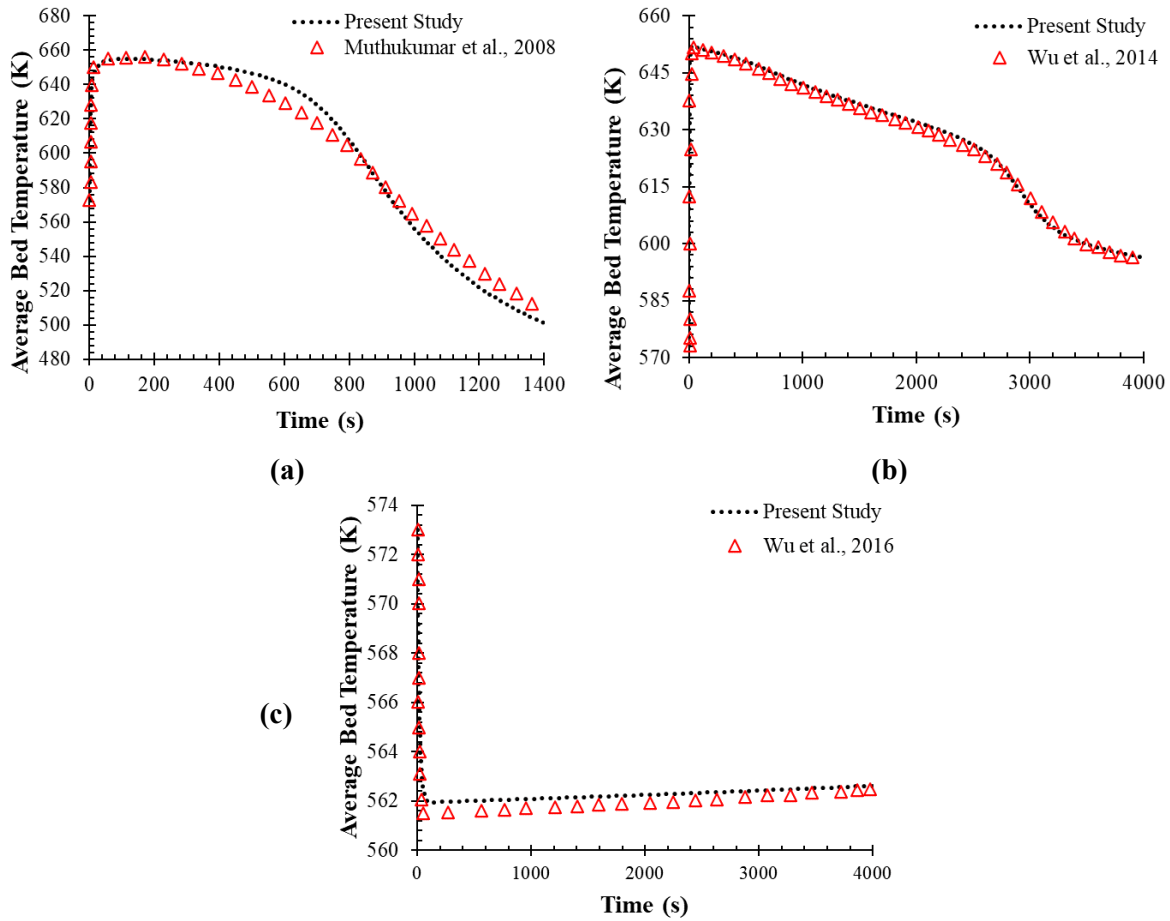 Present Study
Muthukumar et al., 2008
Average Bed Temperature (K)
680
660
640
620
600
580
560
540
520
500
480
0 200 400 600 800 1000 1200 1400
Time (s)
(a)
Present Study
Wu et al., 2014
Average Bed Temperature (K)
660
645
630
615
600
585
570
0 1000 2000 3000 4000
Time (s)
(b)
Present Study
Wu et al., 2016
(c)
Average Bed Temperature (K)
574
572
570
568
566
564
562
560
0 1000 2000 3000 4000
Time (s)